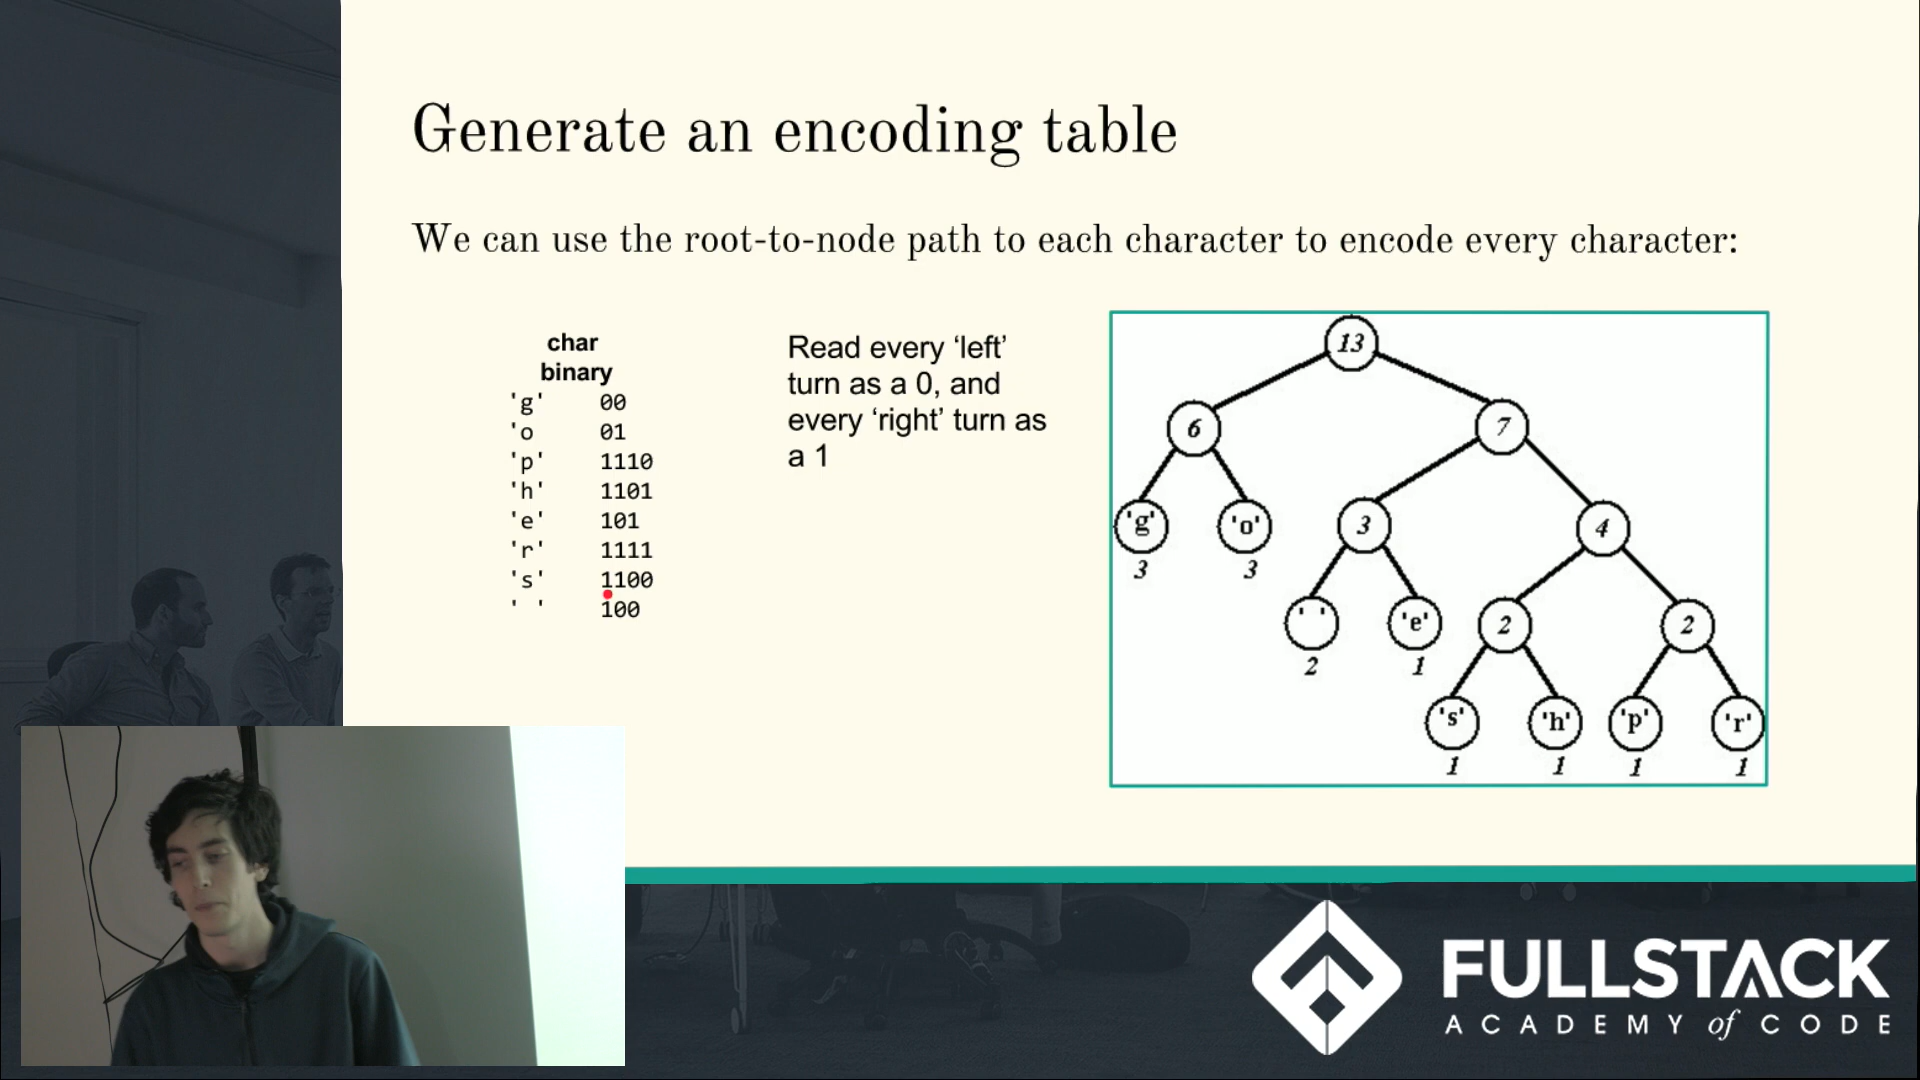 Generate an encoding table
We can use the root-to-node path to each character to encode every character:
char
binary
'g' 00
'o 01
'p' 1110
'h' 1101
'e' 101
'r' 1111
's' 1100
' ' 100
Read every ‘left’
turn as a 0, and
every ‘right’ turn as
a 1
13
6 7
'g' 'o' 3 4
3 3
' ' 'e' 2 2
2 1
's' 'h' 'p' 'r'
1 1 1 1
FULLSTACK
ACADEMY of CODE